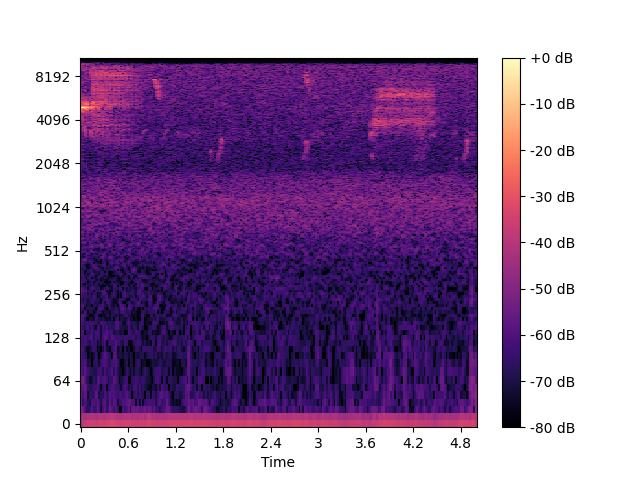 8192
4096
2048
1024
512
256
128
64
0
Hz
0 0.6 1.2 1.8 2.4 3 3.6 4.2 4.8
Time
+0 dB
-10 dB
-20 dB
-30 dB
-40 dB
-50 dB
-60 dB
-70 dB
-80 dB